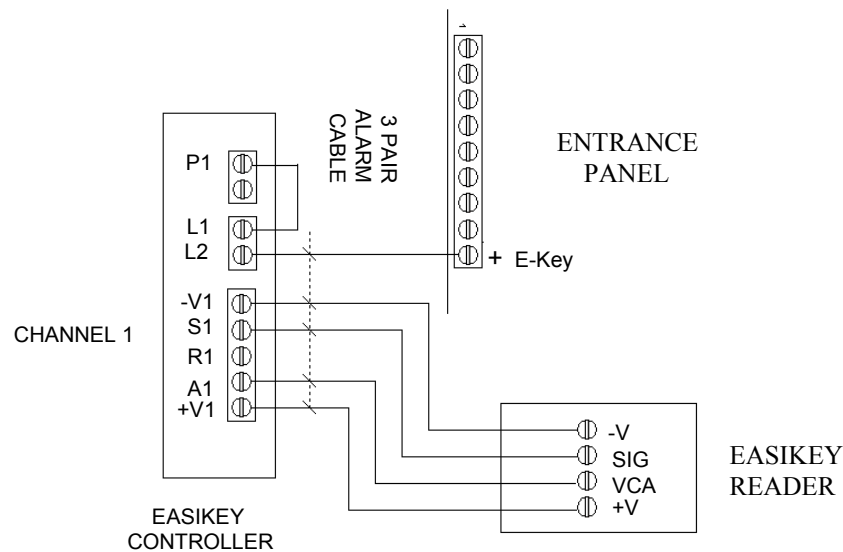 3 PAIR
ALARM
CABLE
ENTRANCE
PANEL
P1
L1
L2
+ E-Key
-V1
S1
R1
A1
+V1
CHANNEL 1
-V
SIG
VCA
+V
EASIKEY
READER
EASIKEY
CONTROLLER